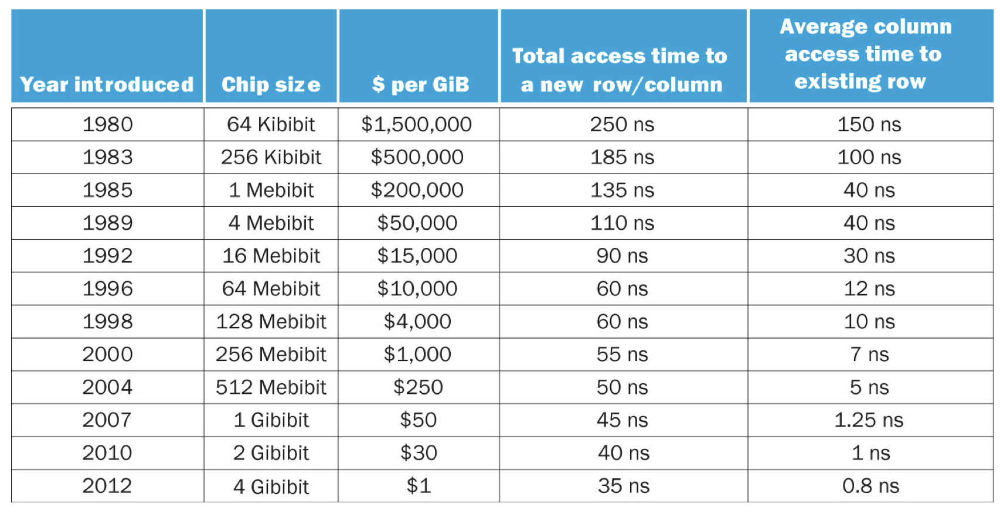 Year introduced Chip size $ per GiB Total access time to a new row/column Average column access time to existing row
1980 64 Kibibit $1,500,000 250 ns 150 ns
1983 256 Kibibit $500,000 185 ns 100 ns
1985 1 Mebibit $200,000 135 ns 40 ns
1989 4 Mebibit $50,000 110 ns 40 ns
1992 16 Mebibit $15,000 90 ns 30 ns
1996 64 Mebibit $10,000 60 ns 12 ns
1998 128 Mebibit $4,000 60 ns 10 ns
2000 256 Mebibit $1,000 55 ns 7 ns
2004 512 Mebibit $250 50 ns 5 ns
2007 1 Gibibit $50 45 ns 1.25 ns
2010 2 Gibibit $30 40 ns 1 ns
2012 4 Gibibit $1 35 ns 0.8 ns